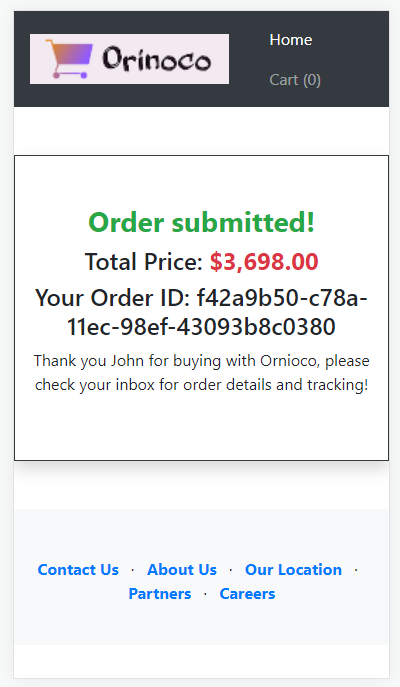 Orinoco
Home
Cart (0)
Order submitted!
Total Price: $3,698.00
Your Order ID: f42a9b50-c78a-
11ec-98ef-43093b8c0380
Thank you John for buying with Ornioco, please
check your inbox for order details and tracking!
Contact Us · About Us · Our Location ·
Partners · Careers